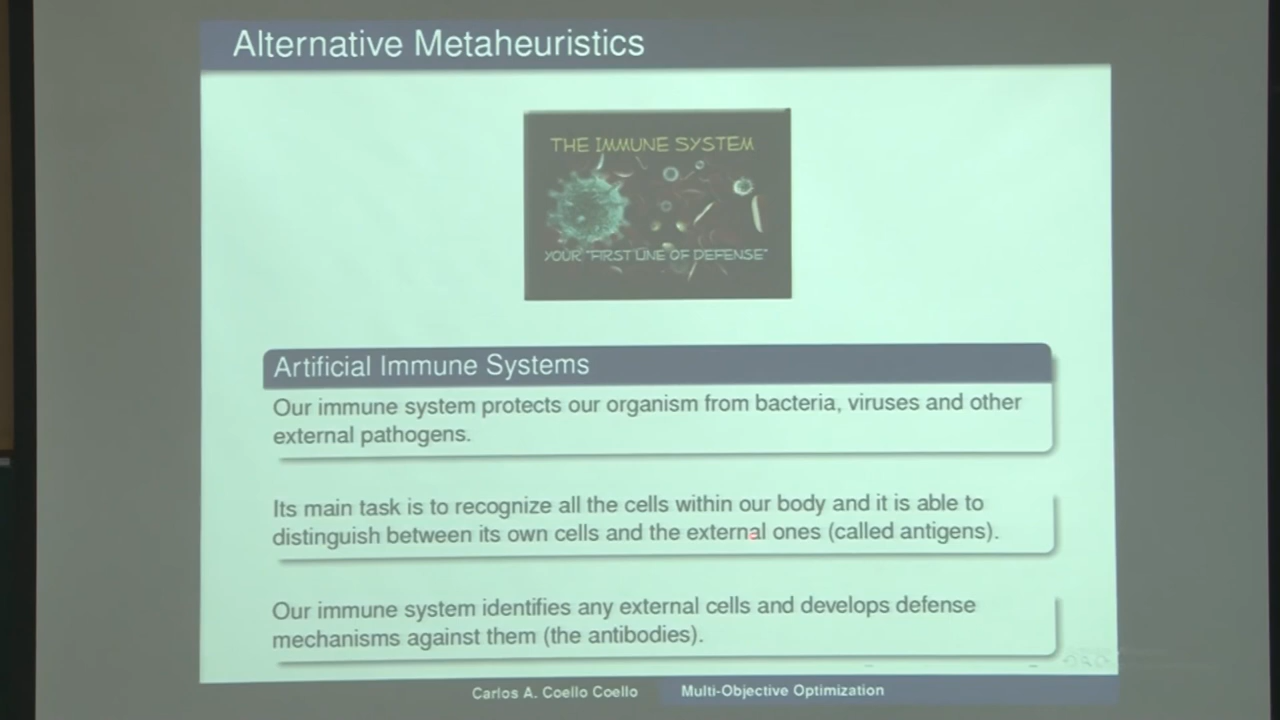 Alternative Metaheuristics
THE IMMUNE SYSTEM
YOUR "FIRST LINE OF DEFENSE"
Artificial Immune Systems
Our immune system protects our organism from bacteria, viruses and other
external pathogens.
Its main task is to recognize all the cells within our body and it is able to
distinguish between its own cells and the external ones (called antigens).
Our immune system identifies any external cells and develops defense
mechanisms against them (the antibodies).
Carlos A. Coello Coello
Multi-Objective Optimization